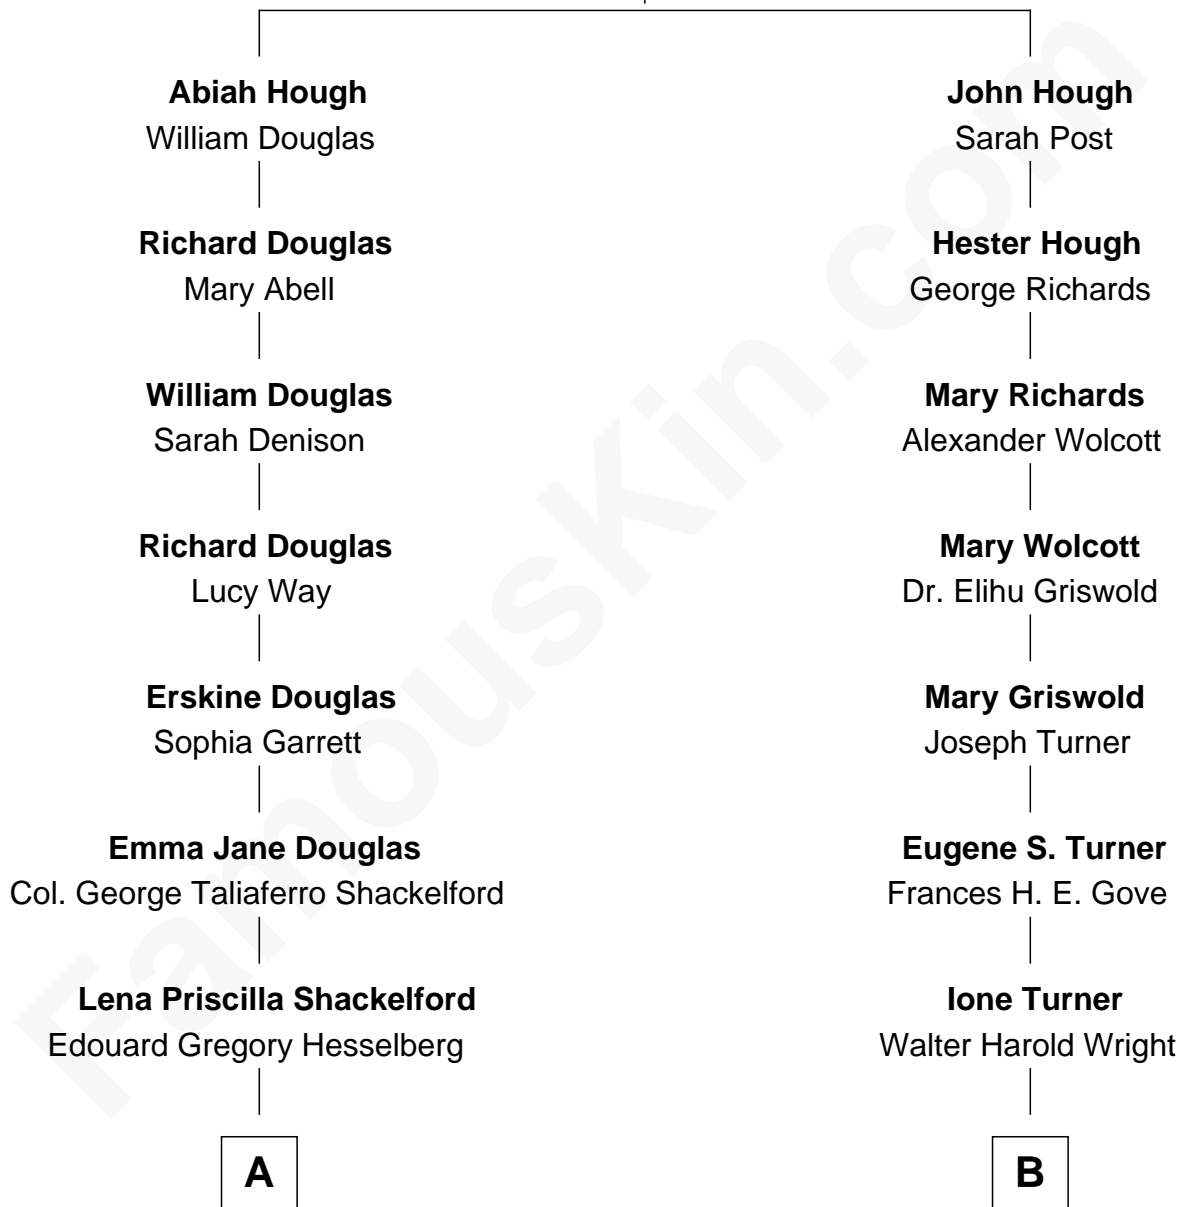 Abiah Hough
William Douglas
John Hough
Sarah Post
Richard Douglas
Mary Abell
Hester Hough
George Richards
William Douglas
Sarah Denison
Mary Richards
Alexander Wolcott
Richard Douglas
Lucy Way
Mary Wolcott
Dr. Elihu Griswold
Erskine Douglas
Sophia Garrett
Mary Griswold
Joseph Turner
Emma Jane Douglas
Col. George Taliaferro Shackelford
Eugene S. Turner
Frances H. E. Gove
Lena Priscilla Shackelford
Edouard Gregory Hesselberg
Ione Turner
Walter Harold Wright
A
B
FamousKin.com